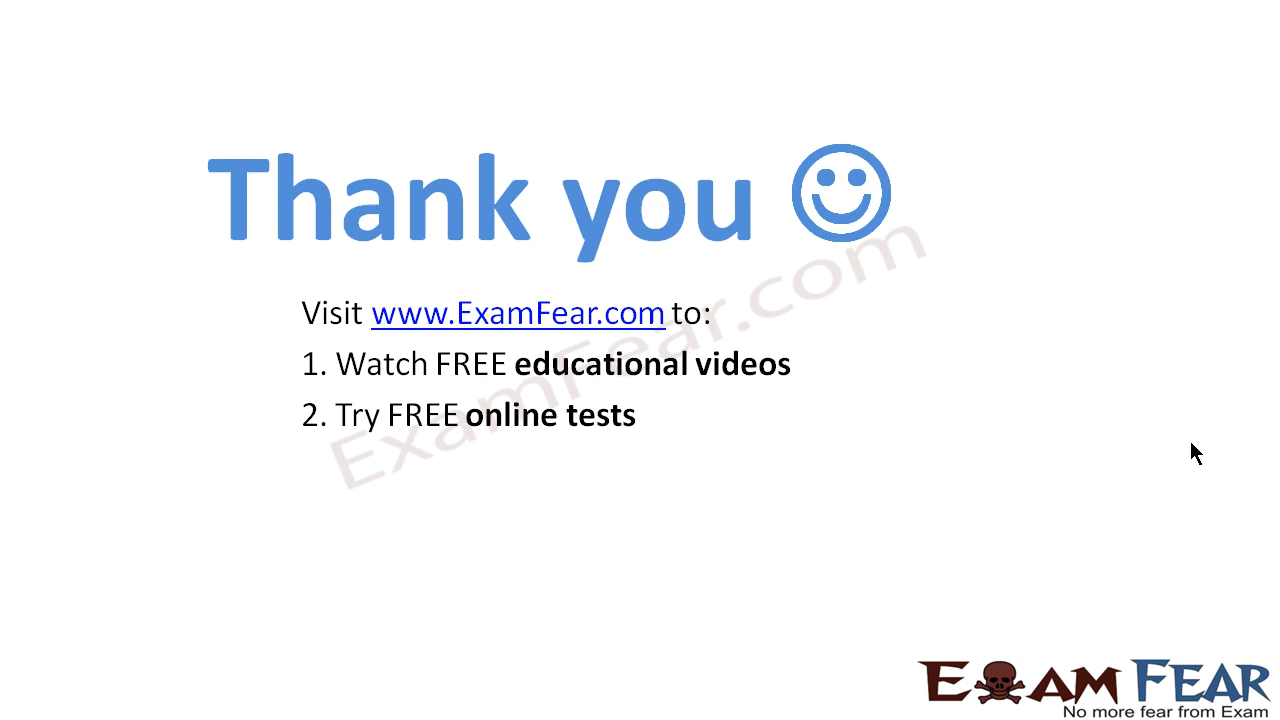 Thank you
Visit www.ExamFear.com to:
1. Watch FREE educational videos
2. Try FREE online tests
ExamFear.com
EXAM FEAR
No more fear from Exam